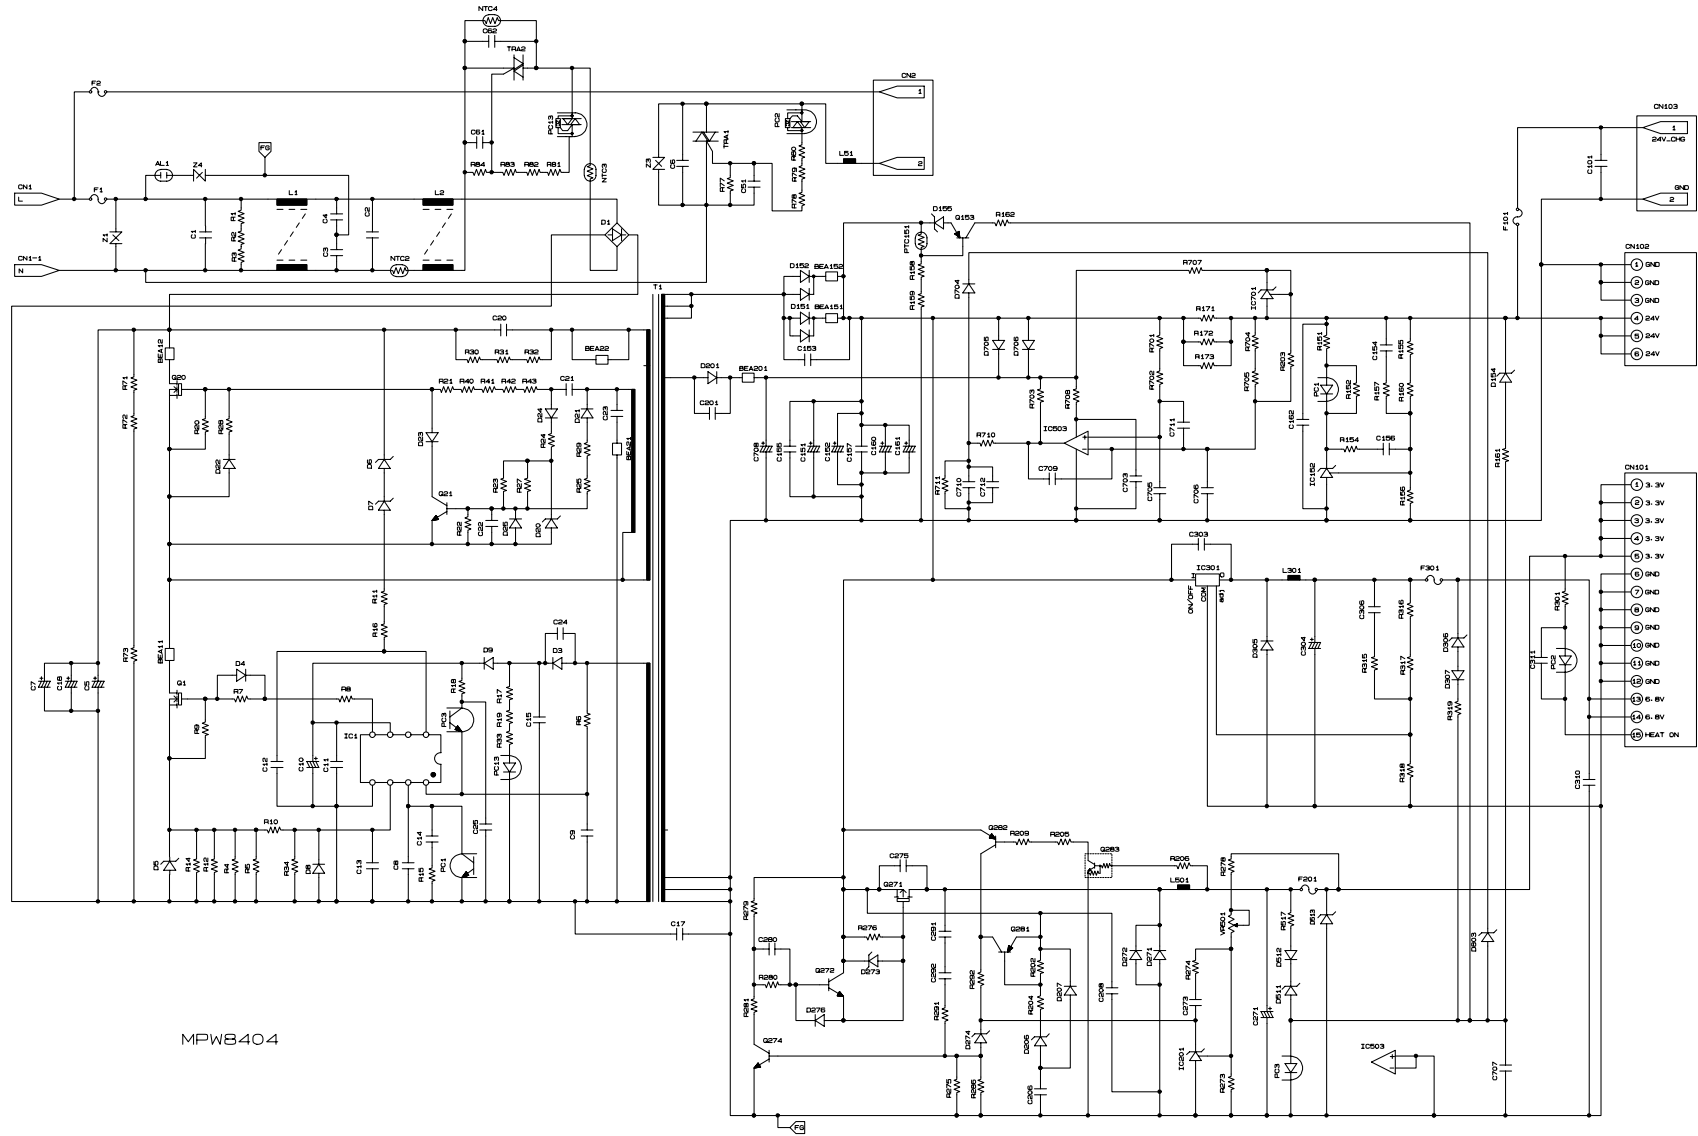 NTC4
C62
TRA2
CN2
F2
1
CN103
PC13
C61
PC2
TRA1
1
24V_CHG
FG
AL1
Z4
R84 R83 R82 R81
NTC3
Z3
C6
R80
R79
R78
R77
C51
L51
2
C101
GND
2
CN1
L
F1
L1
L2
D1
R1
R2
R3
C1
C4
C3
C2
Z1
NTC2
CN1-1
N
D155
Q153
R162
F101
PTC151
R158
R159
CN102
1 GND
2 GND
3 GND
4 24V
5 24V
6 24V
T1
D152 BEA152
D151 BEA151
C153
D704
R707
IC701
R171
R172
R173
D705
D706
R701
R702
R704
R705
R203
R151
PC1
R152
C162
C154
R157
R155
R160
D154
C20
R30 R31 R32
BEA22
BEA12
R71
R72
Q20
R21 R40 R41 R42 R43
C21
D201
BEA201
C201
R703
R708
R20
R28
D22
D23
D24
R24
D21
R29
R25
C23
BEA21
D6
D7
R23
R27
Q21
R22
C22
D25
D20
C708
C155
C151
C152
C157
C160
C161
R710
IC503
C711
C709
R711
C710
C712
C703
C705
C706
R154
C156
IC152
R156
R161
CN101
1 3.3V
2 3.3V
3 3.3V
4 3.3V
5 3.3V
6 GND
7 GND
8 GND
9 GND
10 GND
11 GND
12 GND
13 6.8V
14 6.8V
15 HEAT ON
C303
IC301
I
O
ON/OFF
COM
adj
L301
F301
R11
R16
C24
D9
D3
BEA11
R73
D4
R7
R8
Q1
R9
C7
C18
C5
R18
R17
R19
R33
PC3
C15
R6
IC1
PC13
C12
C10
C11
C25
C9
R10
C14
R15
PC1
D5
R14
R12
R4
R5
R34
D8
C13
C8
D305
C304
C306
R315
R316
R317
R318
D306
D307
R319
R301
C311
PC2
C310
Q282
R209
R205
Q283
R206
C275
Q271
L501
R278
F201
R279
C17
C280
R276
D273
R280
Q272
R281
D276
Q274
C291
C292
R291
R292
Q281
R202
R204
D207
D274
D206
C206
R275
R286
C208
D272
D271
VR501
R274
C273
IC201
R273
C271
R517
D512
D511
D513
PC3
D803
IC503
C707
FG
MPW8404